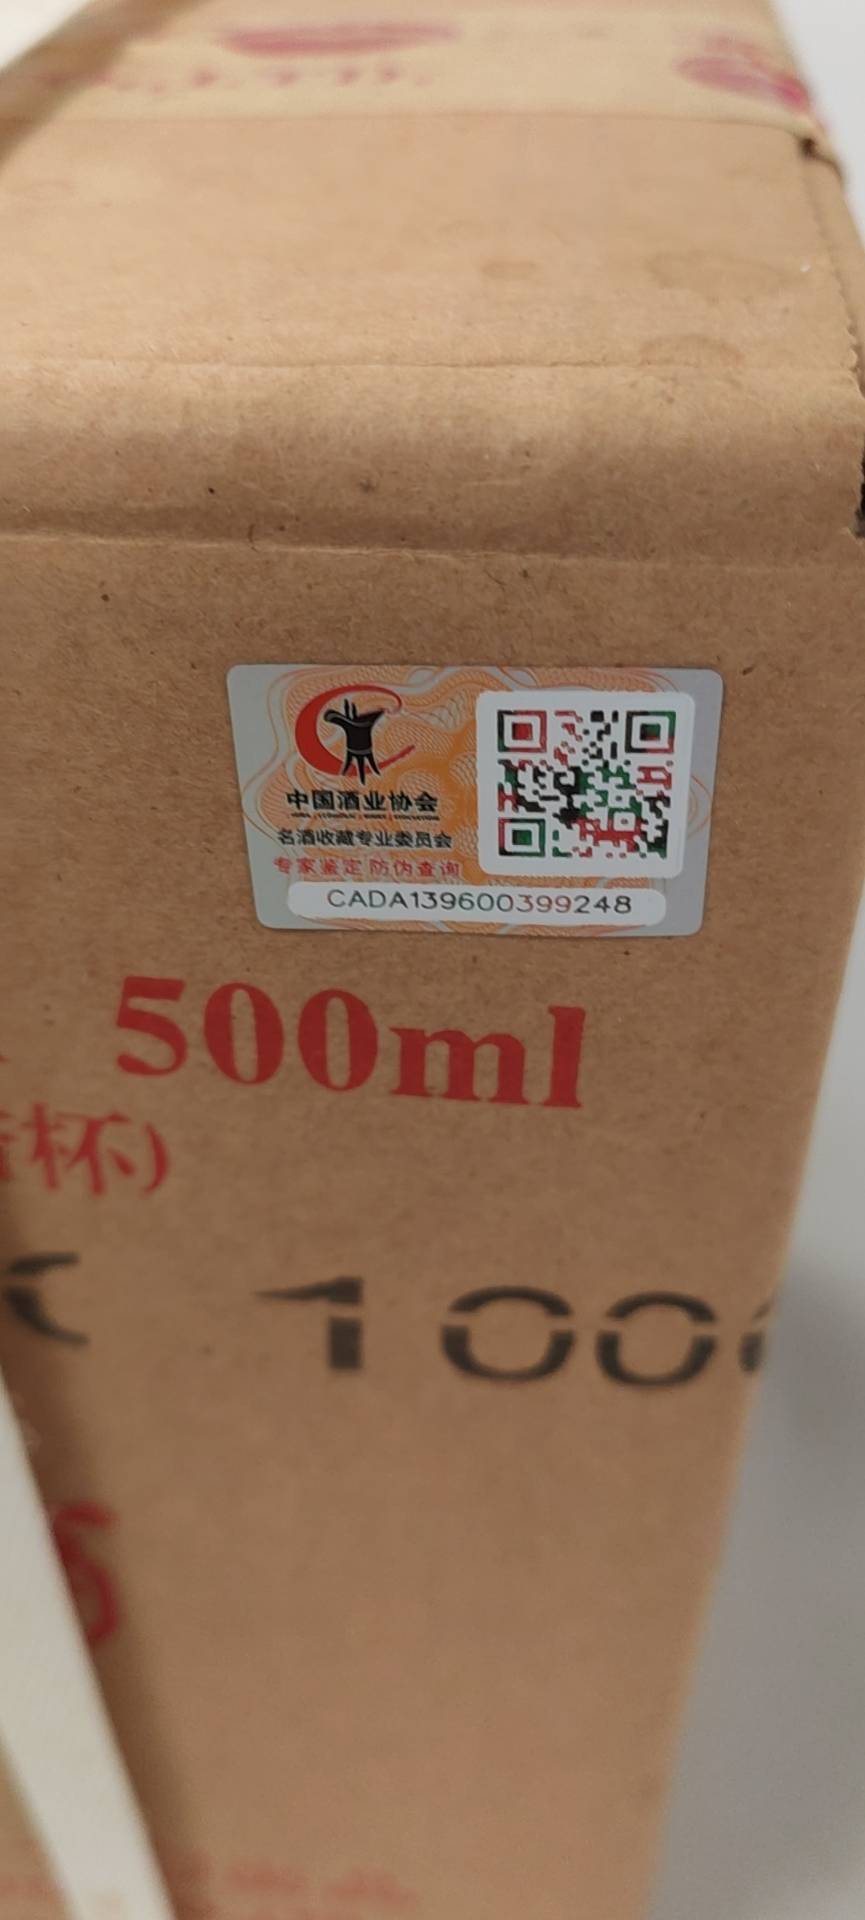 中国酒业协会
名酒收藏专业委员会
专家鉴定 防伪查询
CADA139600399248
500ml
杯)
100